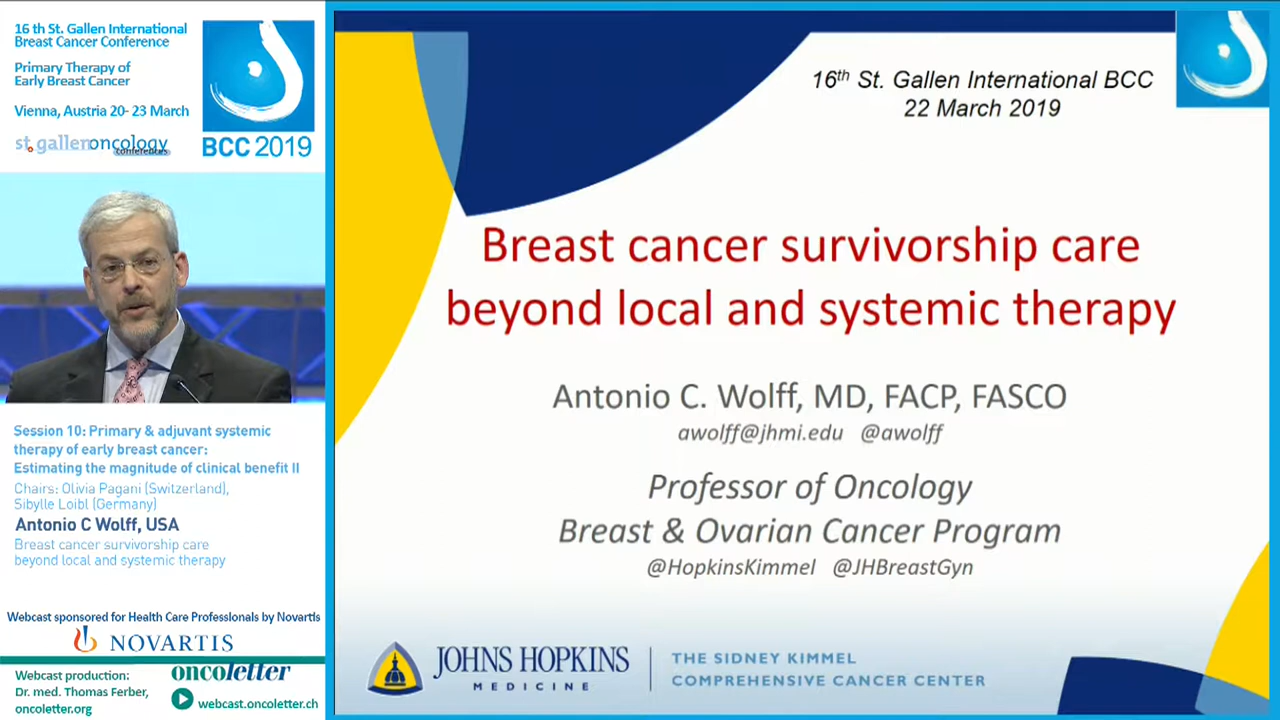 16 th St. Gallen International
Breast Cancer Conference
Primary Therapy of
Early Breast Cancer
Vienna, Austria 20- 23 March
st.gallenoncology
conferences
BCC 2019
Session 10: Primary & adjuvant systemic
therapy of early breast cancer:
Estimating the magnitude of clinical benefit II
Chairs: Olivia Pagani (Switzerland),
Sibylle Loibl (Germany)
Antonio C Wolff, USA
Breast cancer survivorship care
beyond local and systemic therapy
Webcast sponsored for Health Care Professionals by Novartis
NOVARTIS
Webcast production:
Dr. med. Thomas Ferber,
oncoletter.org
oncoletter
webcast.oncoletter.ch
16th St. Gallen International BCC
22 March 2019
Breast cancer survivorship care
beyond local and systemic therapy
Antonio C. Wolff, MD, FACP, FASCO
awolff@jhmi.edu @awolff
Professor of Oncology
Breast & Ovarian Cancer Program
@HopkinsKimmel @JHBreastGyn
JOHNS HOPKINS
MEDICINE
THE SIDNEY KIMMEL
COMPREHENSIVE CANCER CENTER